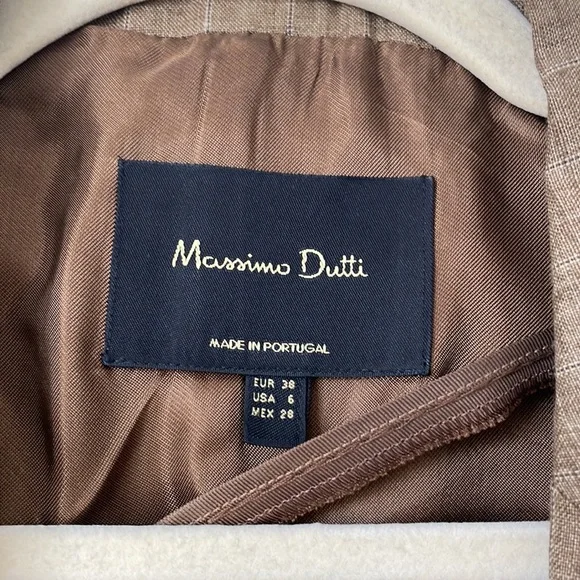 Massimo Dutti
MADE IN PORTUGAL
EUR 38
USA 6
MEX 28